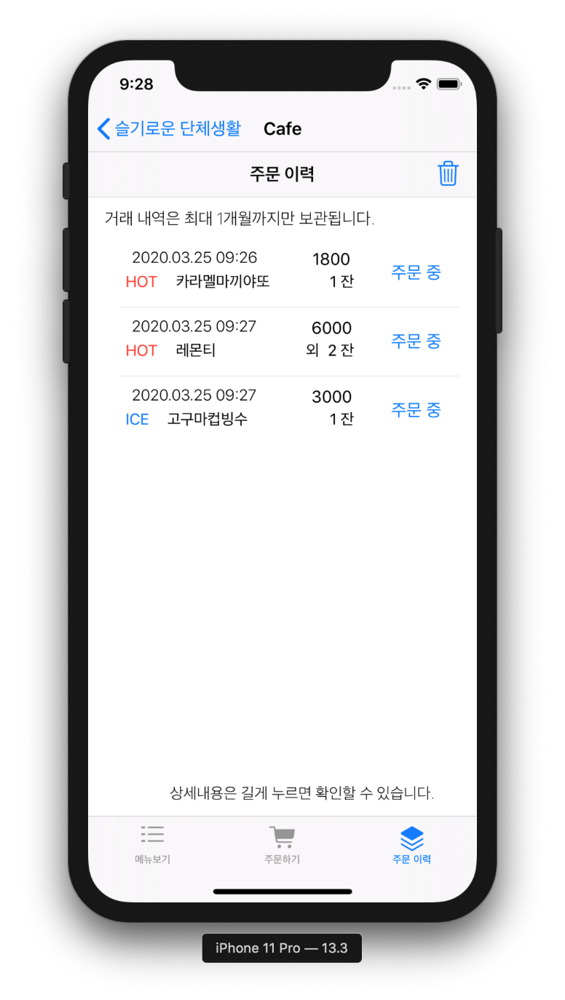 9:28
슬기로운 단체생활 Cafe
주문 이력
거래 내역은 최대 1개월까지만 보관됩니다.
2020.03.25 09:26 1800
HOT 카라멜마끼야또 1 잔 주문 중
2020.03.25 09:27 6000
HOT 레몬티 외 2 잔 주문 중
2020.03.25 09:27 3000
ICE 고구마컵빙수 1 잔 주문 중
상세내용은 길게 누르면 확인할 수 있습니다.
메뉴보기 주문하기 주문 이력
iPhone 11 Pro — 13.3